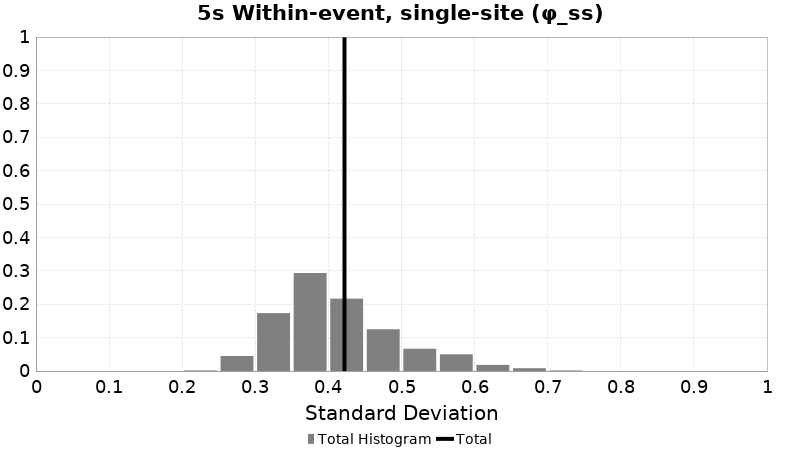 5s Within-event, single-site (φ_ss)
1
0.9
0.8
0.7
0.6
0.5
0.4
0.3
0.2
0.1
0
0 0.1 0.2 0.3 0.4 0.5 0.6 0.7 0.8 0.9 1
Standard Deviation
Total Histogram Total